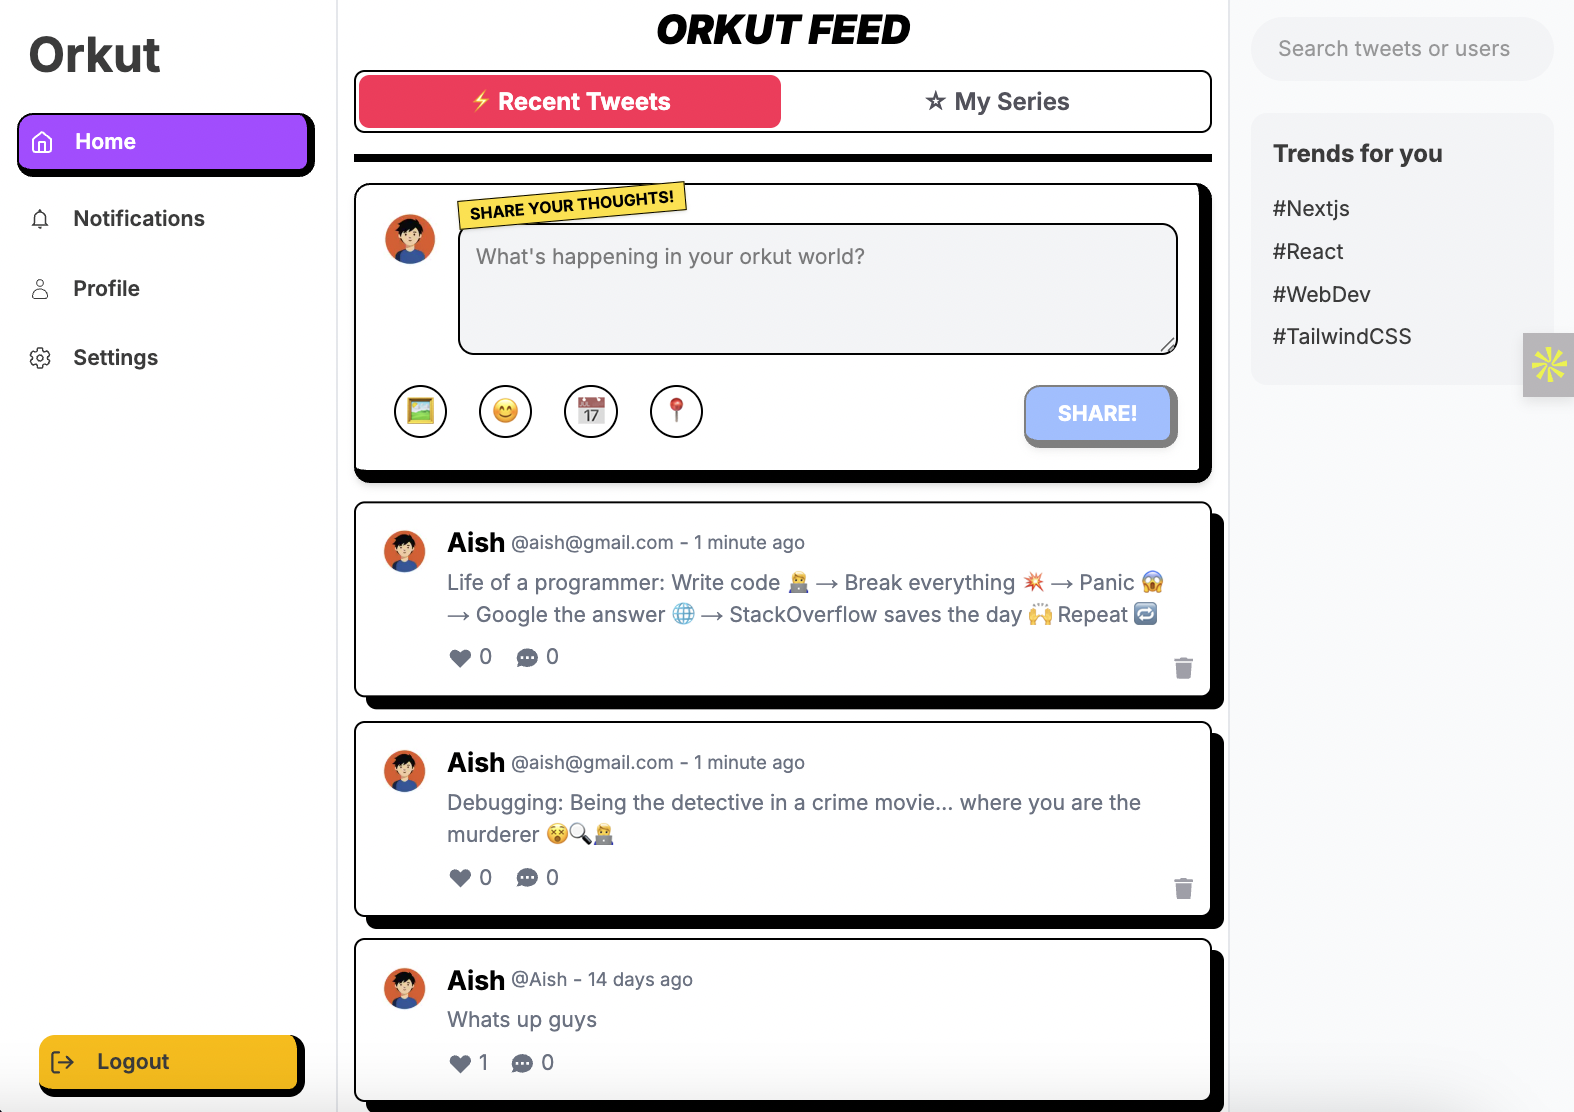 Orkut
Home
Notifications
Profile
Settings
Logout
ORKUT FEED
⚡ Recent Tweets
☆ My Series
SHARE YOUR THOUGHTS!
What's happening in your orkut world?
17
SHARE!
Aish @aish@gmail.com - 1 minute ago
Life of a programmer: Write code 🧑‍💻 → Break everything 💥 → Panic 😱
→ Google the answer 🌐 → StackOverflow saves the day 🙌 Repeat 🔁
0 0
Aish @aish@gmail.com - 1 minute ago
Debugging: Being the detective in a crime movie... where you are the
murderer 😵🔍🧑‍💻
0 0
Aish @Aish - 14 days ago
Whats up guys
1 0
Search tweets or users
Trends for you
#Nextjs
#React
#WebDev
#TailwindCSS